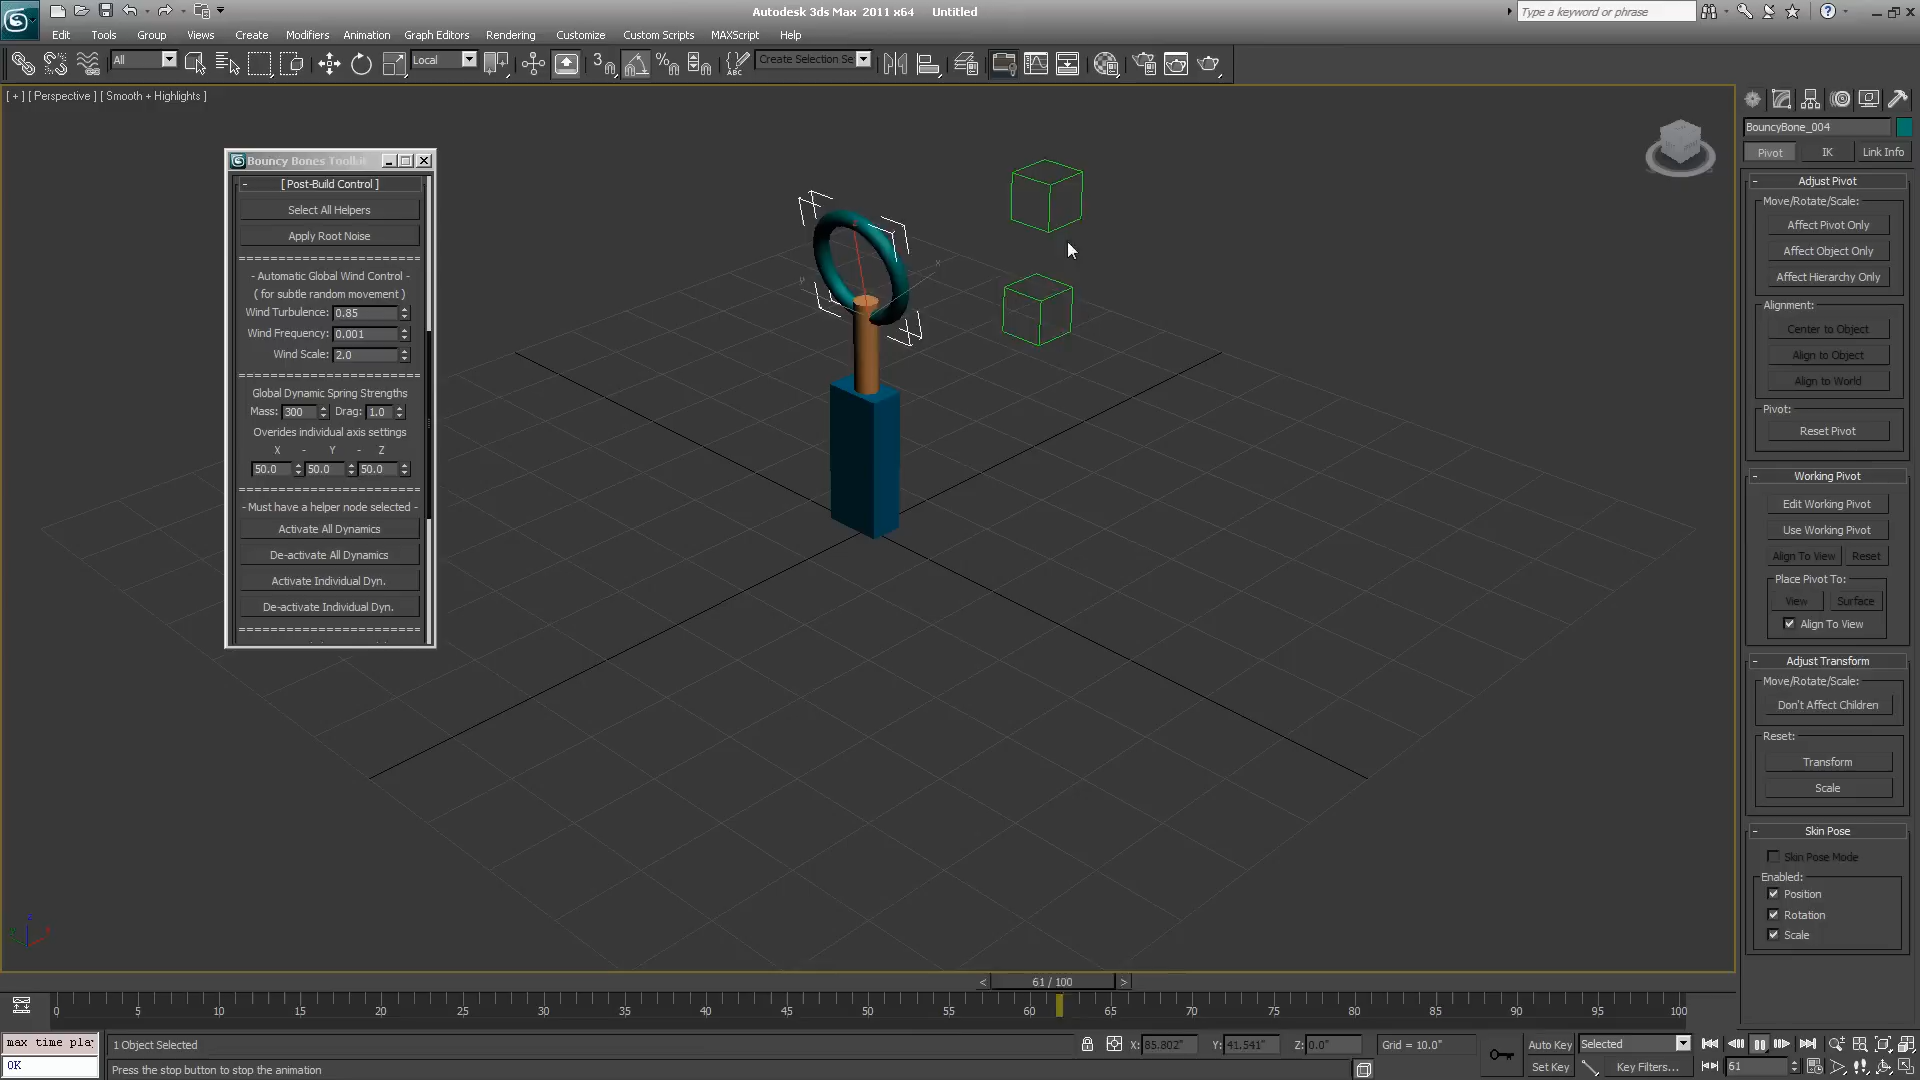 Autodesk 3ds Max 2011 x64 Untitled
Type a keyword or phrase
Edit Tools Group Views Create Modifiers Animation Graph Editors Rendering Customize Custom Scripts MAXScript Help
All
Local
3
%
ABC
Create Selection Se
[ + ] [ Perspective ] [ Smooth + Highlights ]
Bouncy Bones Toolki
- [ Post-Build Control ]
Select All Helpers
Apply Root Noise
- Automatic Global Wind Control -
( for subtle random movement )
Wind Turbulence: 0.85
Wind Frequency: 0.001
Wind Scale: 2.0
Global Dynamic Spring Strengths
Mass: 300 Drag: 1.0
Overides individual axis settings
X - Y - Z
50.0 50.0 50.0
- Must have a helper node selected -
Activate All Dynamics
De-activate All Dynamics
Activate Individual Dyn.
De-activate Individual Dyn.
BouncyBone_004
Pivot IK Link Info
- Adjust Pivot
Move/Rotate/Scale:
Affect Pivot Only
Affect Object Only
Affect Hierarchy Only
Alignment:
Center to Object
Align to Object
Align to World
Pivot:
Reset Pivot
- Working Pivot
Edit Working Pivot
Use Working Pivot
Align To View Reset
Place Pivot To:
View Surface
Align To View
- Adjust Transform
Move/Rotate/Scale:
Don't Affect Children
Reset:
Transform
Scale
- Skin Pose
Skin Pose Mode
Enabled:
Position
Rotation
Scale
< 61 / 100 >
0 5 10 15 20 25 30 35 40 45 50 55 60 65 70 75 80 85 90 95 100
max time play
OK
1 Object Selected
X: 85.802" Y: 41.541" Z: 0.0" Grid = 10.0"
Auto Key Selected
Press the stop button to stop the animation
Set Key Key Filters... 61